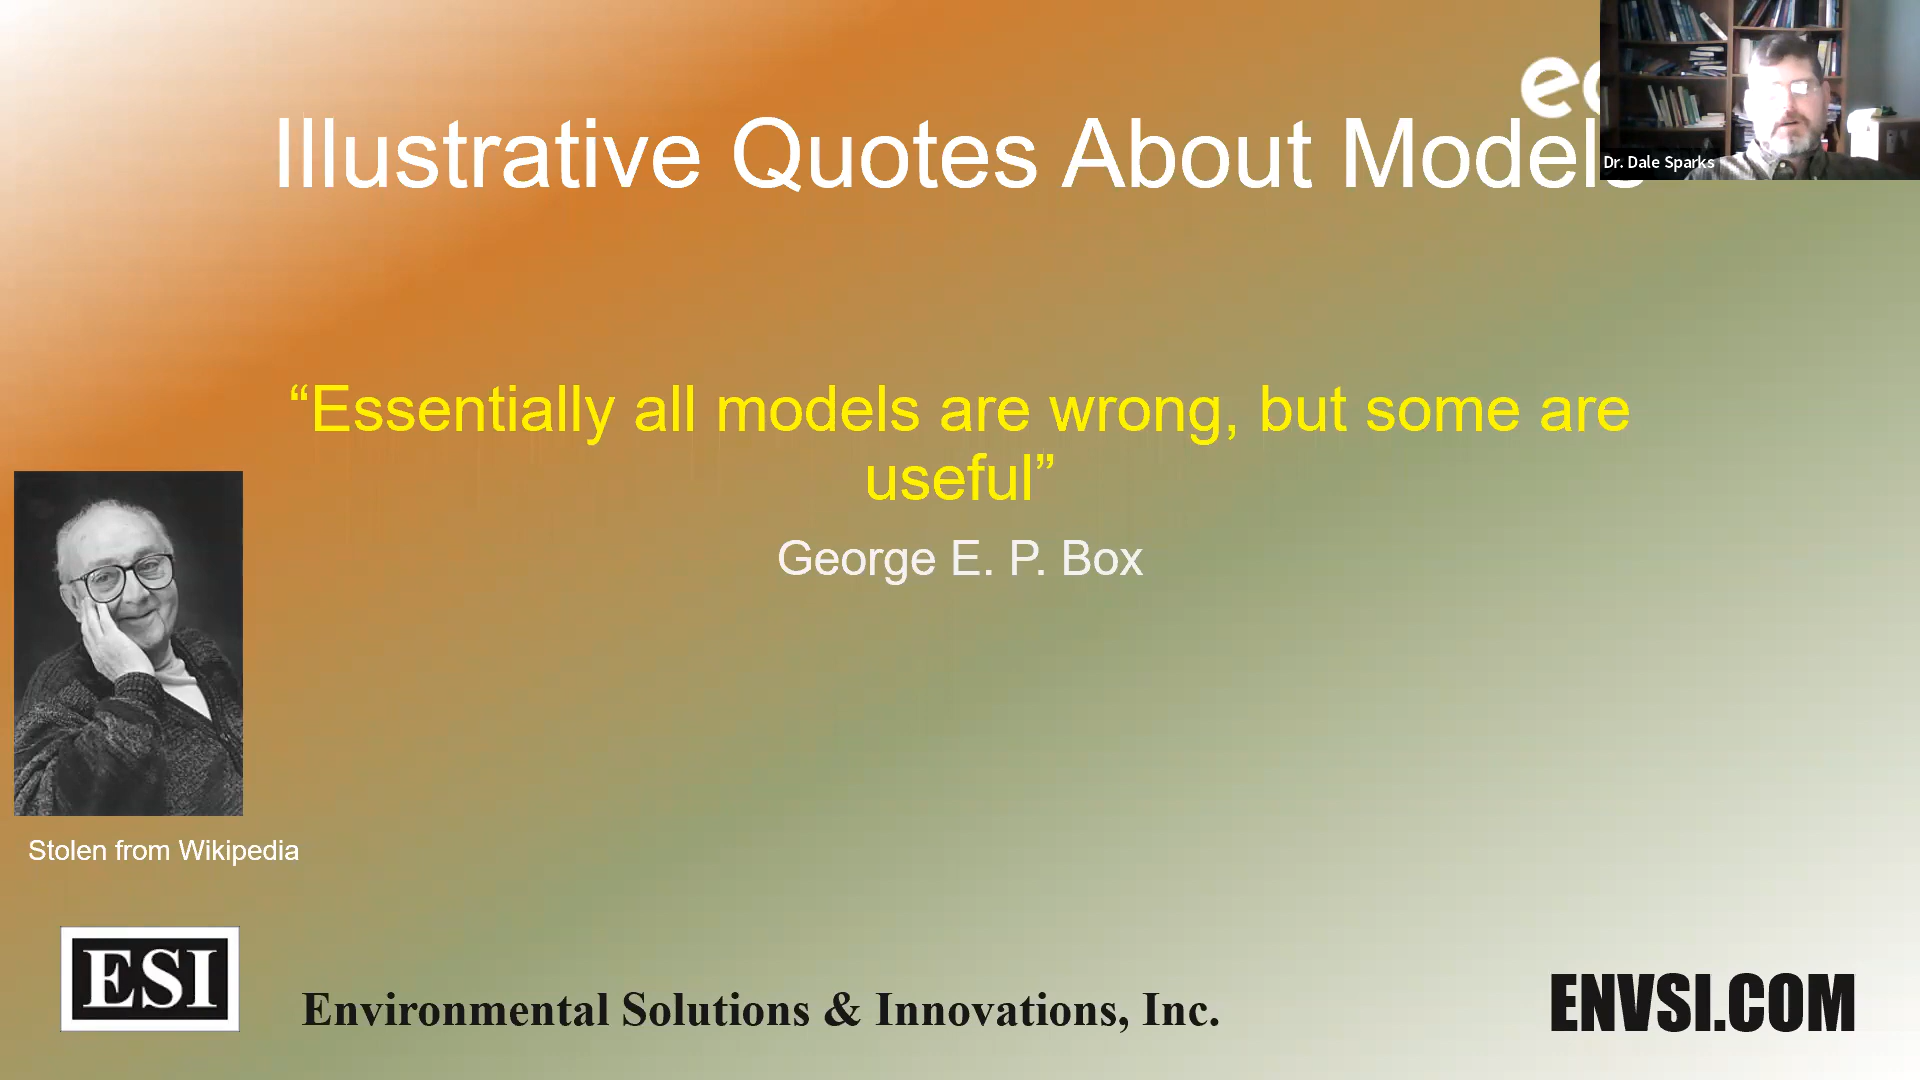 Illustrative Quotes About Models
Dr. Dale Sparks
“Essentially all models are wrong, but some are
useful”
George E. P. Box
Stolen from Wikipedia
ESI
Environmental Solutions & Innovations, Inc.
ENVSI.COM